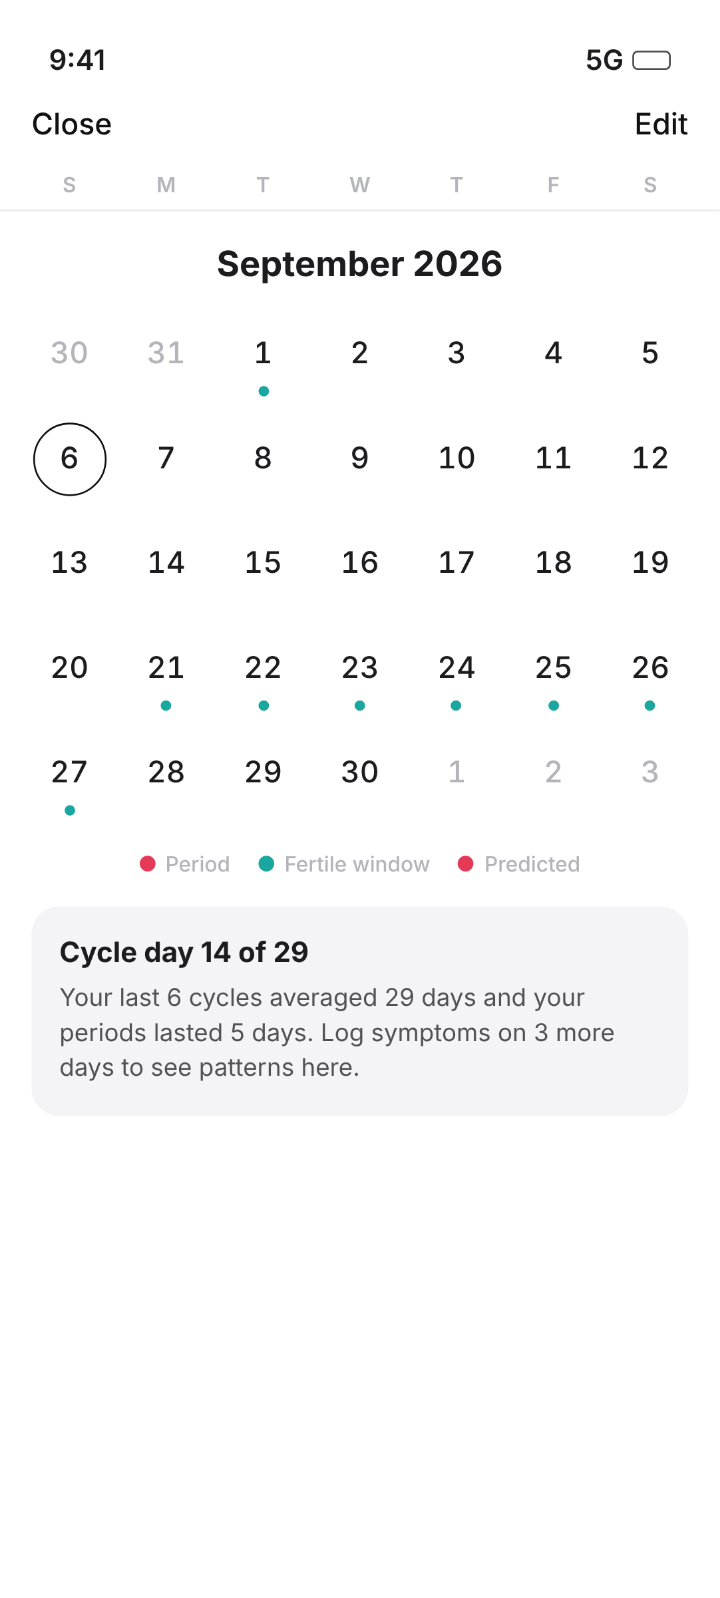 9:41 5G
Close Edit
S M T W T F S
September 2026
30 31 1 2 3 4 5
6 7 8 9 10 11 12
13 14 15 16 17 18 19
20 21 22 23 24 25 26
27 28 29 30 1 2 3
Period Fertile window Predicted
Cycle day 14 of 29
Your last 6 cycles averaged 29 days and your
periods lasted 5 days. Log symptoms on 3 more
days to see patterns here.